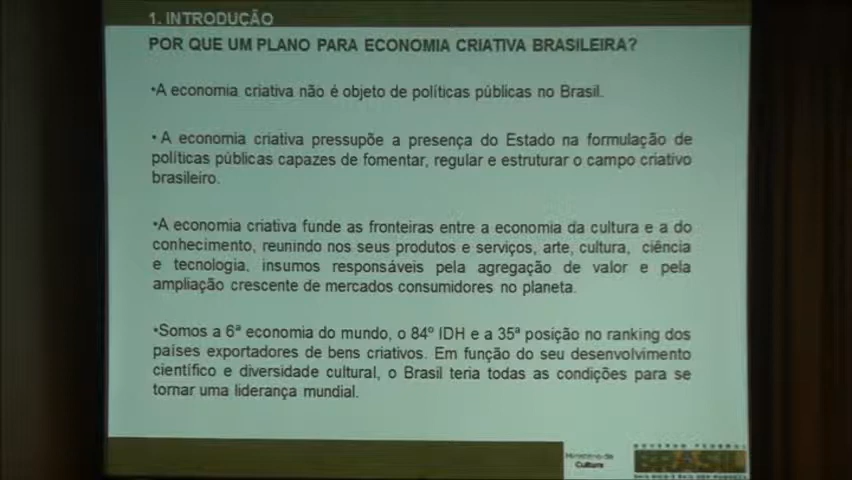 1. INTRODUÇÃO
POR QUE UM PLANO PARA ECONOMIA CRIATIVA BRASILEIRA?
•A economia criativa não é objeto de políticas públicas no Brasil.
• A economia criativa pressupõe a presença do Estado na formulação de
políticas públicas capazes de fomentar, regular e estruturar o campo criativo
brasileiro.
•A economia criativa funde as fronteiras entre a economia da cultura e a do
conhecimento, reunindo nos seus produtos e serviços, arte, cultura, ciência
e tecnologia, insumos responsáveis pela agregação de valor e pela
ampliação crescente de mercados consumidores no planeta.
•Somos a 6ª economia do mundo, o 84º IDH e a 35ª posição no ranking dos
países exportadores de bens criativos. Em função do seu desenvolvimento
científico e diversidade cultural, o Brasil teria todas as condições para se
tornar uma liderança mundial.
Ministério da
Cultura
GOVERNO FEDERAL
BRASIL